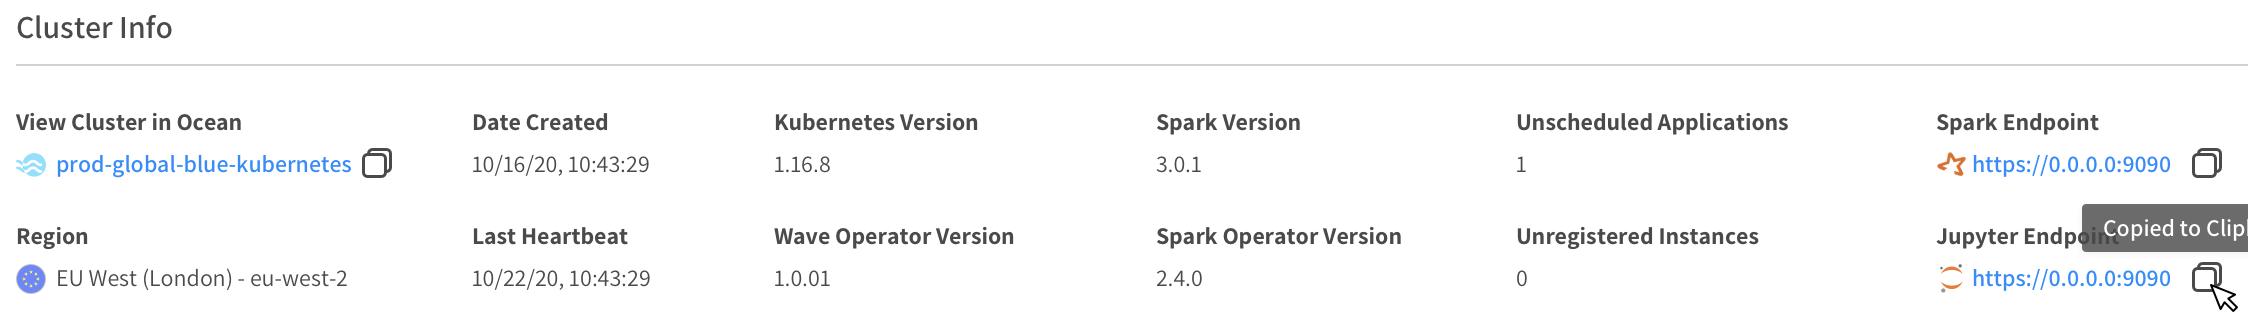 Cluster Info
View Cluster in Ocean Date Created Kubernetes Version Spark Version Unscheduled Applications Spark Endpoint
prod-global-blue-kubernetes 10/16/20, 10:43:29 1.16.8 3.0.1 1 https://0.0.0.0:9090
Copied to Clip
Region Last Heartbeat Wave Operator Version Spark Operator Version Unregistered Instances Jupyter Endpoint
EU West (London) - eu-west-2 10/22/20, 10:43:29 1.0.01 2.4.0 0 https://0.0.0.0:9090